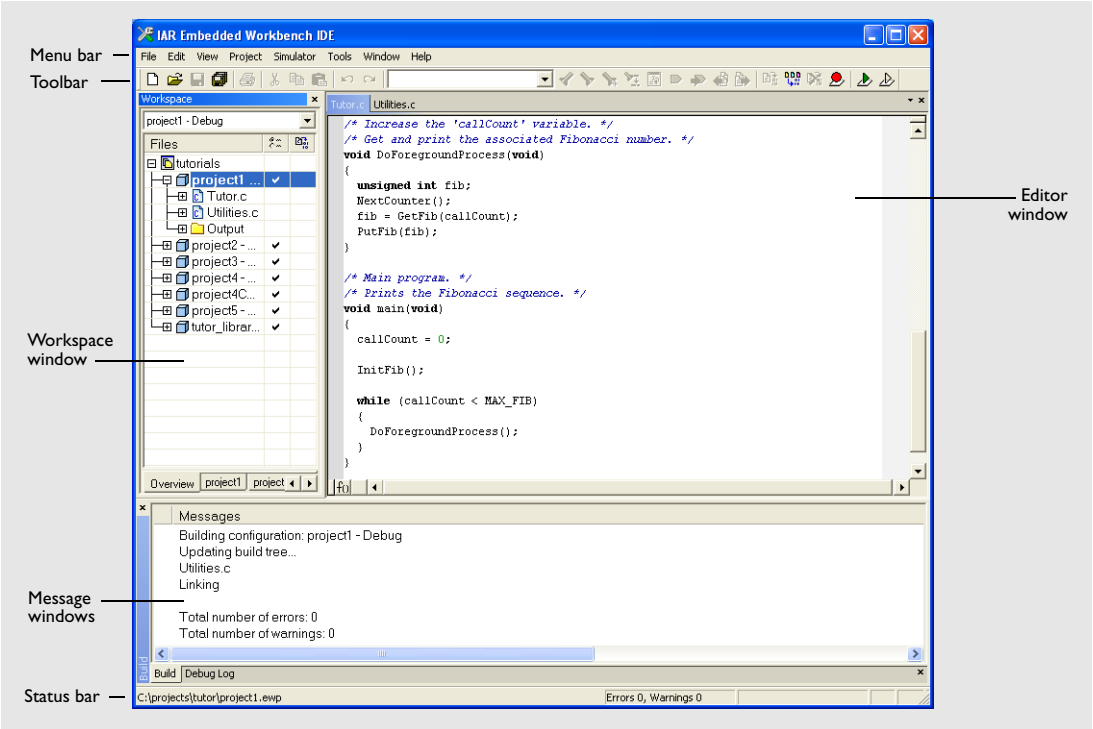 IAR Embedded Workbench IDE
Menu bar
File Edit View Project Simulator Tools Window Help
Toolbar
Workspace
project1 - Debug
Files
tutorials
project1 ...
Tutor.c
Utilities.c
Output
project2 - ...
project3 - ...
project4 - ...
project4C...
project5 - ...
tutor_librar...
Overview project1 project
Workspace
window
Tutor.c Utilities.c
/* Increase the 'callCount' variable. */
/* Get and print the associated Fibonacci number. */
void DoForegroundProcess(void)
{
unsigned int fib;
NextCounter();
fib = GetFib(callCount);
PutFib(fib);
}
/* Main program. */
/* Prints the Fibonacci sequence. */
void main(void)
{
callCount = 0;
InitFib();
while (callCount < MAX_FIB)
{
DoForegroundProcess();
}
}
f()
Editor
window
Messages
Building configuration: project1 - Debug
Updating build tree...
Utilities.c
Linking
Total number of errors: 0
Total number of warnings: 0
Message
windows
Build
Build Debug Log
Status bar
C:\projects\tutor\project1.ewp
Errors 0, Warnings 0